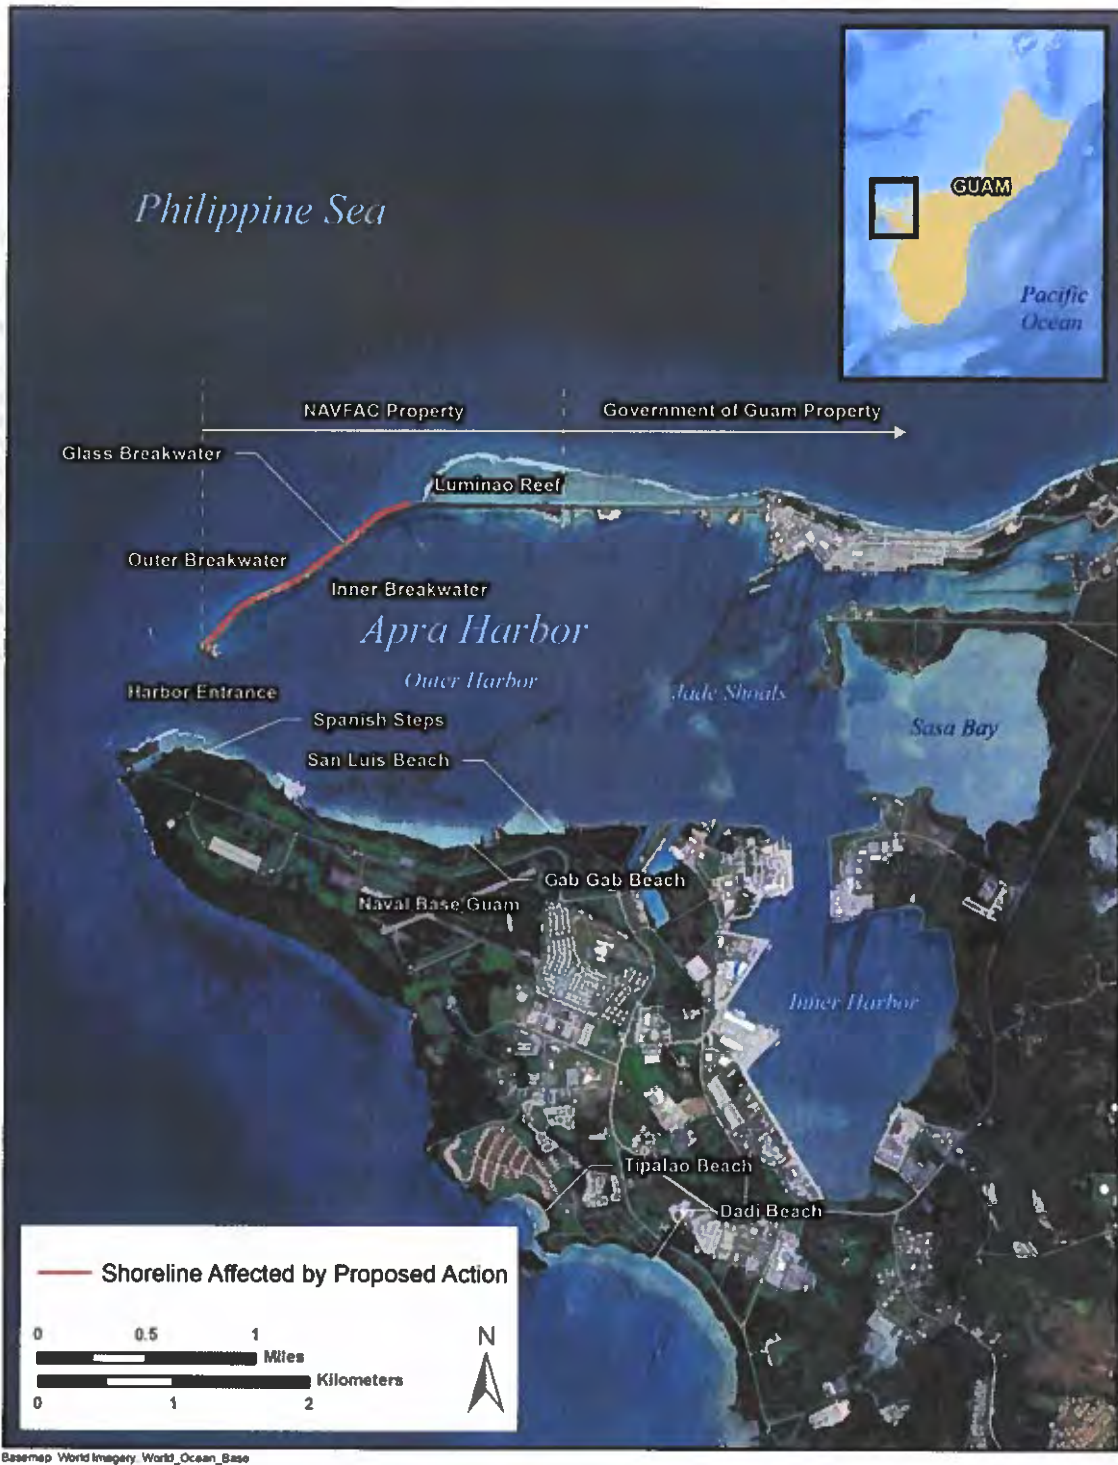 GUAM
Philippine Sea
Pacific
Ocean
NAVFAC Property
Government of Guam Property
Glass Breakwater
Luminao Reef
Outer Breakwater
Inner Breakwater
Apra Harbor
Outer Harbor
Jade Shoals
Harbor Entrance
Spanish Steps
Sasa Bay
San Luis Beach
Gab Gab Beach
Naval Base Guam
Inner Harbor
Tipalao Beach
Dadi Beach
Shoreline Affected by Proposed Action
0 0.5 1
Miles
Kilometers
0 1 2
N
Basemap World Imagery, World_Ocean_Base